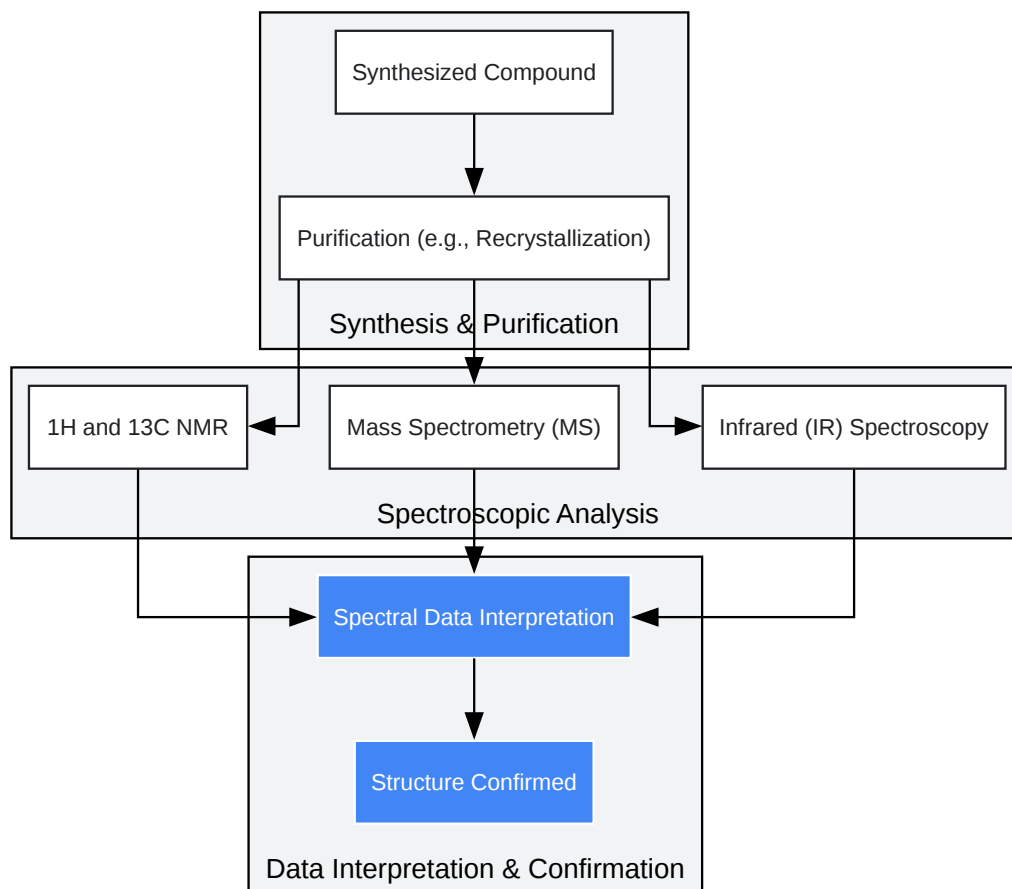 Synthesized Compound
Purification (e.g., Recrystallization)
Synthesis & Purification
1H and 13C NMR
Mass Spectrometry (MS)
Infrared (IR) Spectroscopy
Spectroscopic Analysis
Spectral Data Interpretation
Structure Confirmed
Data Interpretation & Confirmation